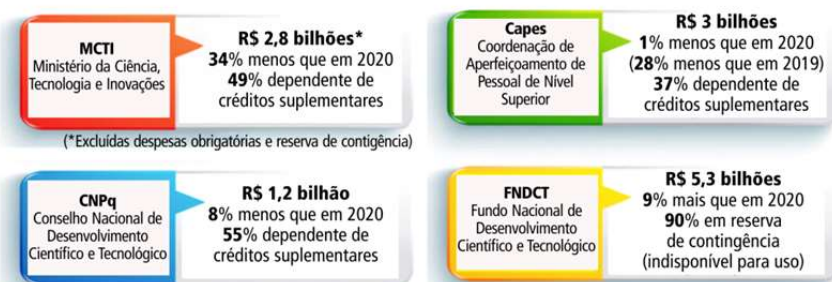 MCTI
Ministério da Ciência,
Tecnologia e Inovações
R$ 2,8 bilhões*
34% menos que em 2020
49% dependente de
créditos suplementares
(*Excluídas despesas obrigatórias e reserva de contigência)
Capes
Coordenação de
Aperfeiçoamento de
Pessoal de Nível
Superior
R$ 3 bilhões
1% menos que em 2020
(28% menos que em 2019)
37% dependente de
créditos suplementares
CNPq
Conselho Nacional de
Desenvolvimento
Científico e Tecnológico
R$ 1,2 bilhão
8% menos que em 2020
55% dependente de
créditos suplementares
FNDCT
Fundo Nacional de
Desenvolvimento
Científico e Tecnológico
R$ 5,3 bilhões
9% mais que em 2020
90% em reserva
de contingência
(indisponível para uso)